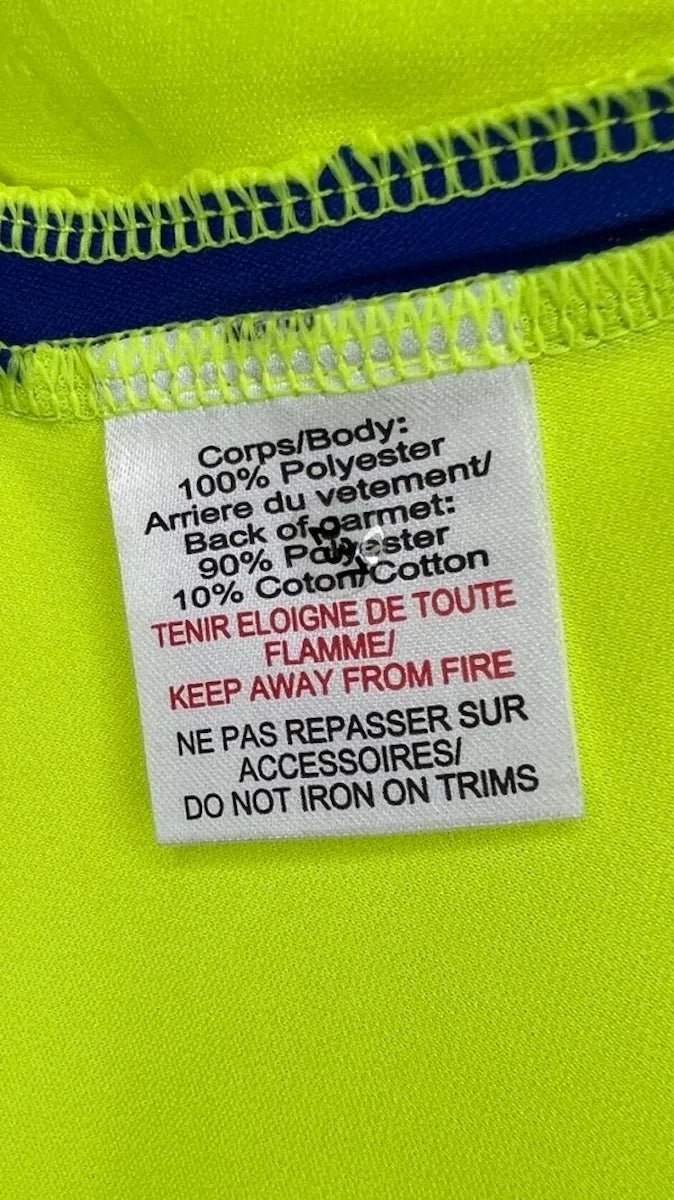 Corps/Body:
100% Polyester
Arriere du vetement/
Back of garmet:
90% Polyester
10% Coton/Cotton
TENIR ELOIGNE DE TOUTE
FLAMME/
KEEP AWAY FROM FIRE
NE PAS REPASSER SUR
ACCESSOIRES/
DO NOT IRON ON TRIMS